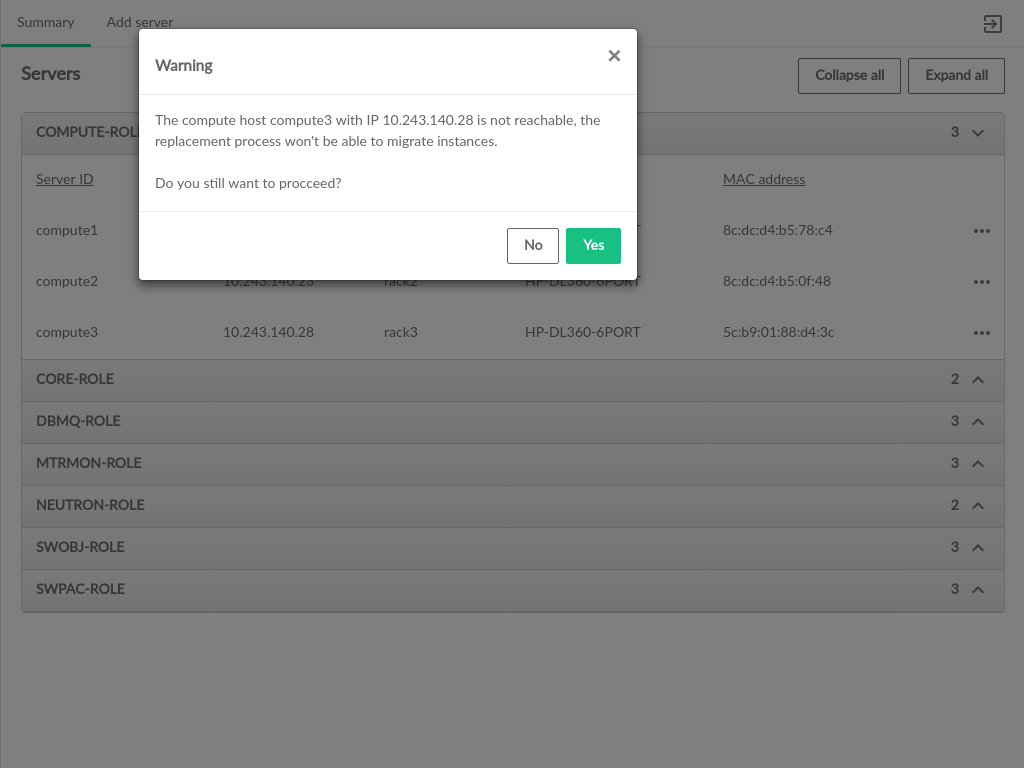 Summary Add server
Servers
Collapse all Expand all
Warning
×
The compute host compute3 with IP 10.243.140.28 is not reachable, the
replacement process won't be able to migrate instances.
Do you still want to procceed?
No Yes
3
Server ID MAC address
compute1 8c:dc:d4:b5:78:c4
compute2 10.243.140.23 rack2 HP-DL360-6PORT 8c:dc:d4:b5:0f:48
compute3 10.243.140.28 rack3 HP-DL360-6PORT 5c:b9:01:88:d4:3c
CORE-ROLE 2
DBMQ-ROLE 3
MTRMON-ROLE 3
NEUTRON-ROLE 2
SWOBJ-ROLE 3
SWPAC-ROLE 3